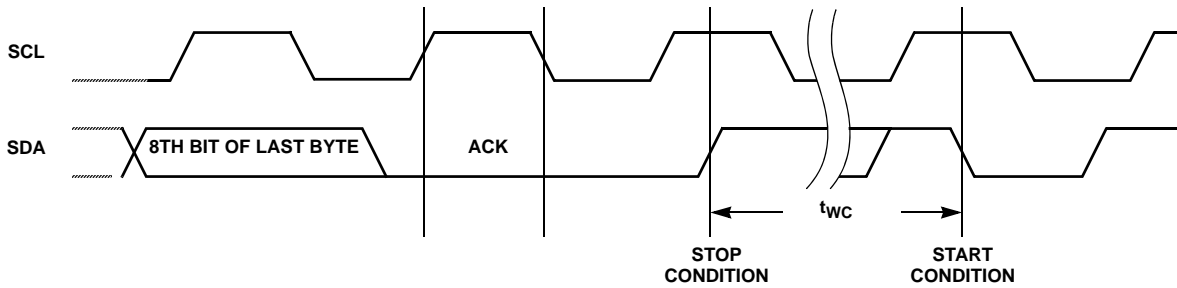 SCL
SDA
8TH BIT OF LAST BYTE
ACK
tWC
STOP
CONDITION
START
CONDITION